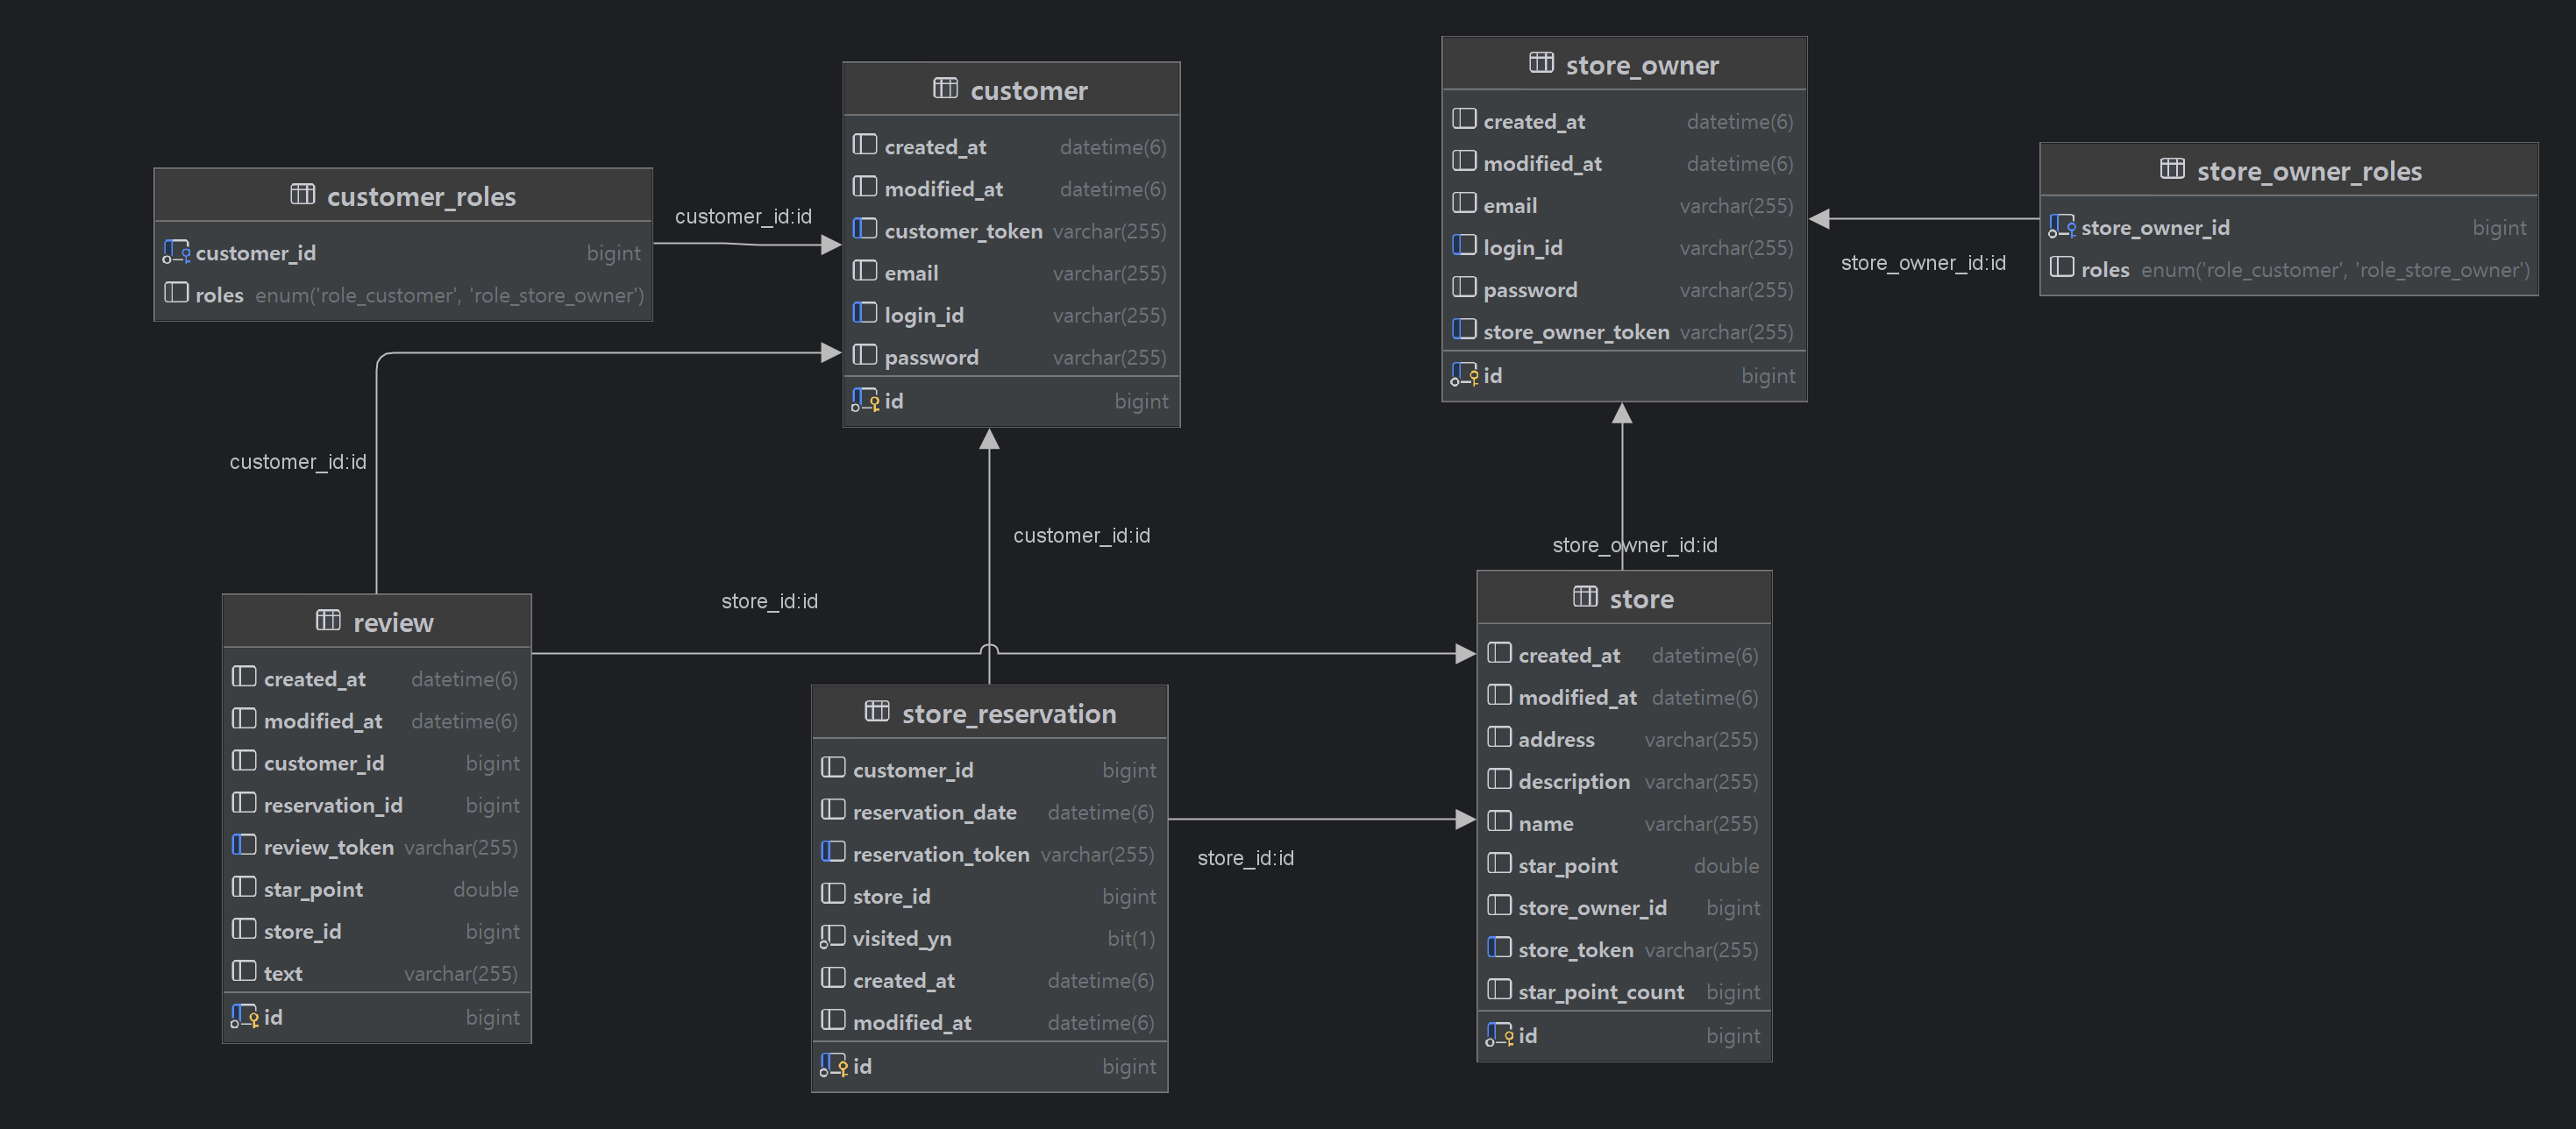 customer_roles
customer_id bigint
roles enum('role_customer', 'role_store_owner')
customer_id:id
customer
created_at datetime(6)
modified_at datetime(6)
customer_token varchar(255)
email varchar(255)
login_id varchar(255)
password varchar(255)
id bigint
store_owner
created_at datetime(6)
modified_at datetime(6)
email varchar(255)
login_id varchar(255)
password varchar(255)
store_owner_token varchar(255)
id bigint
store_owner_id:id
store_owner_roles
store_owner_id bigint
roles enum('role_customer', 'role_store_owner')
customer_id:id
customer_id:id
store_owner_id:id
store_id:id
review
created_at datetime(6)
modified_at datetime(6)
customer_id bigint
reservation_id bigint
review_token varchar(255)
star_point double
store_id bigint
text varchar(255)
id bigint
store_reservation
customer_id bigint
reservation_date datetime(6)
reservation_token varchar(255)
store_id bigint
visited_yn bit(1)
created_at datetime(6)
modified_at datetime(6)
id bigint
store_id:id
store
created_at datetime(6)
modified_at datetime(6)
address varchar(255)
description varchar(255)
name varchar(255)
star_point double
store_owner_id bigint
store_token varchar(255)
star_point_count bigint
id bigint